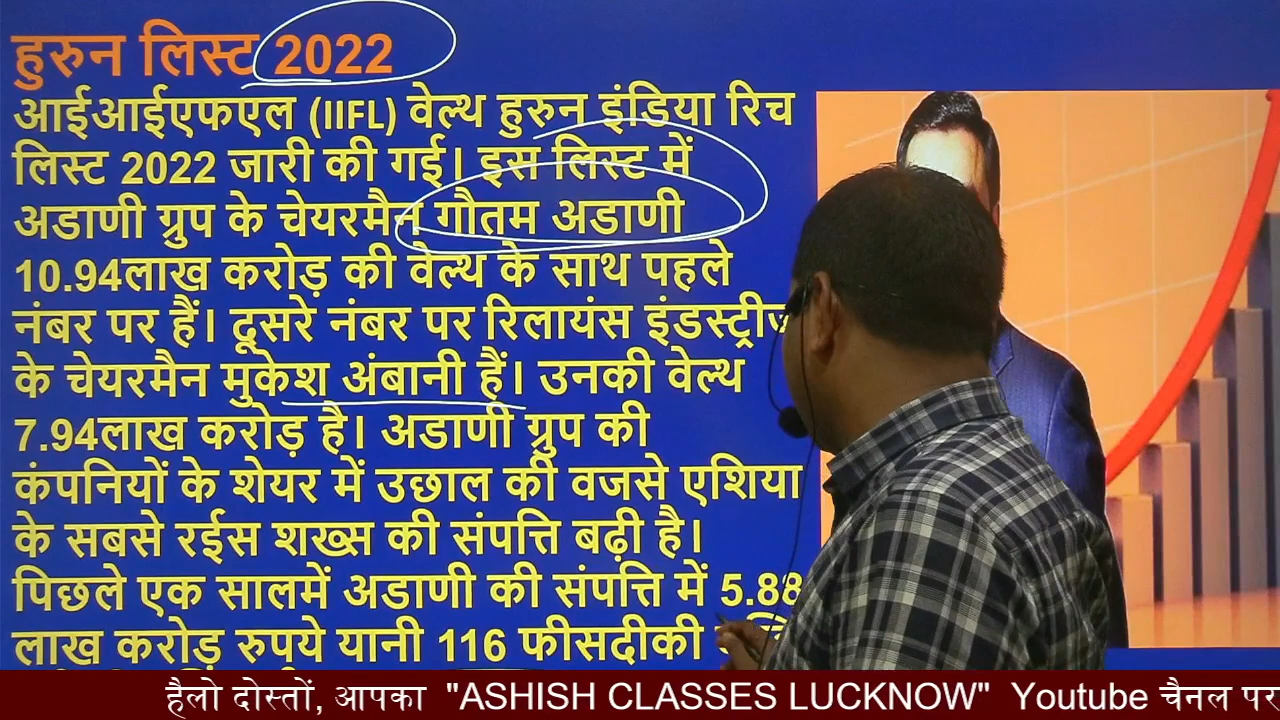 हुरुन लिस्ट 2022
आईआईएफएल (IIFL) वेल्थ हुरुन इंडिया रिच
लिस्ट 2022 जारी की गई। इस लिस्ट में
अडाणी ग्रुप के चेयरमैन गौतम अडाणी
10.94लाख करोड़ की वेल्थ के साथ पहले
नंबर पर हैं। दूसरे नंबर पर रिलायंस इंडस्ट्रीज
के चेयरमैन मुकेश अंबानी हैं। उनकी वेल्थ
7.94लाख करोड़ है। अडाणी ग्रुप की
कंपनियों के शेयर में उछाल की वजसे एशिया
के सबसे रईस शख्स की संपत्ति बढ़ी है।
पिछले एक सालमें अडाणी की संपत्ति में 5.88
लाख करोड़ रुपये यानी 116 फीसदीकी
हैलो दोस्तों, आपका "ASHISH CLASSES LUCKNOW" Youtube चैनल पर